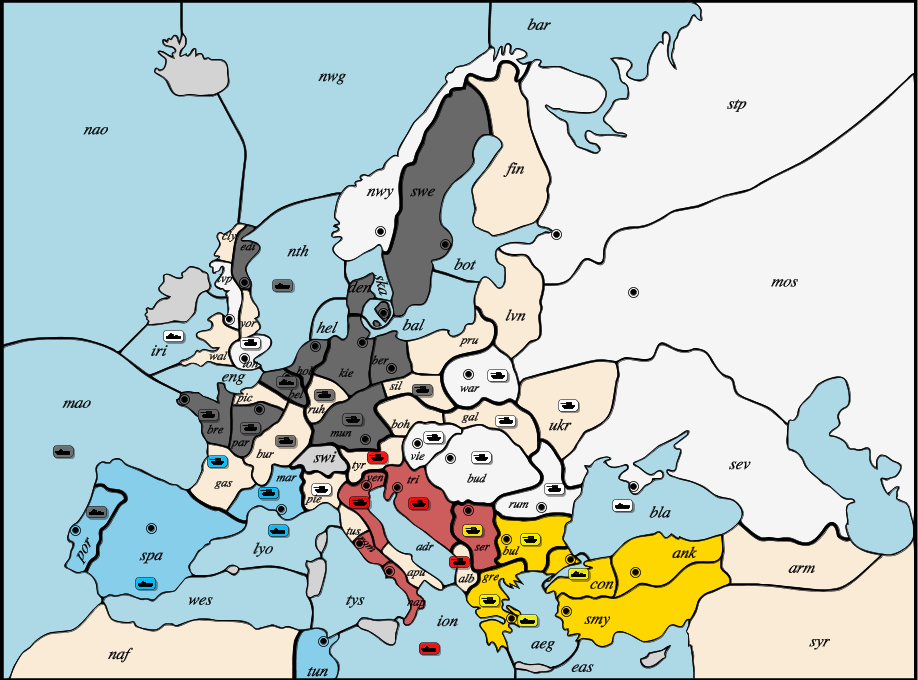 bar
nwg
stp
nao
fin
nwy
swe
cly
edi
nth
bot
lvp
den
ska
mos
lvn
yor
hel
bal
iri
wal
lon
pru
hol
kie
ber
eng
war
mao
pic
bel
sil
ruh
bre
boh
gal
ukr
par
mun
bur
vie
swi
tyr
sev
gas
mar
pie
ven
tri
bud
rum
bla
por
spa
lyo
tus
rom
adr
ser
bul
ank
apu
alb
gre
con
arm
wes
tys
nap
ion
smy
aeg
syr
naf
tun
eas